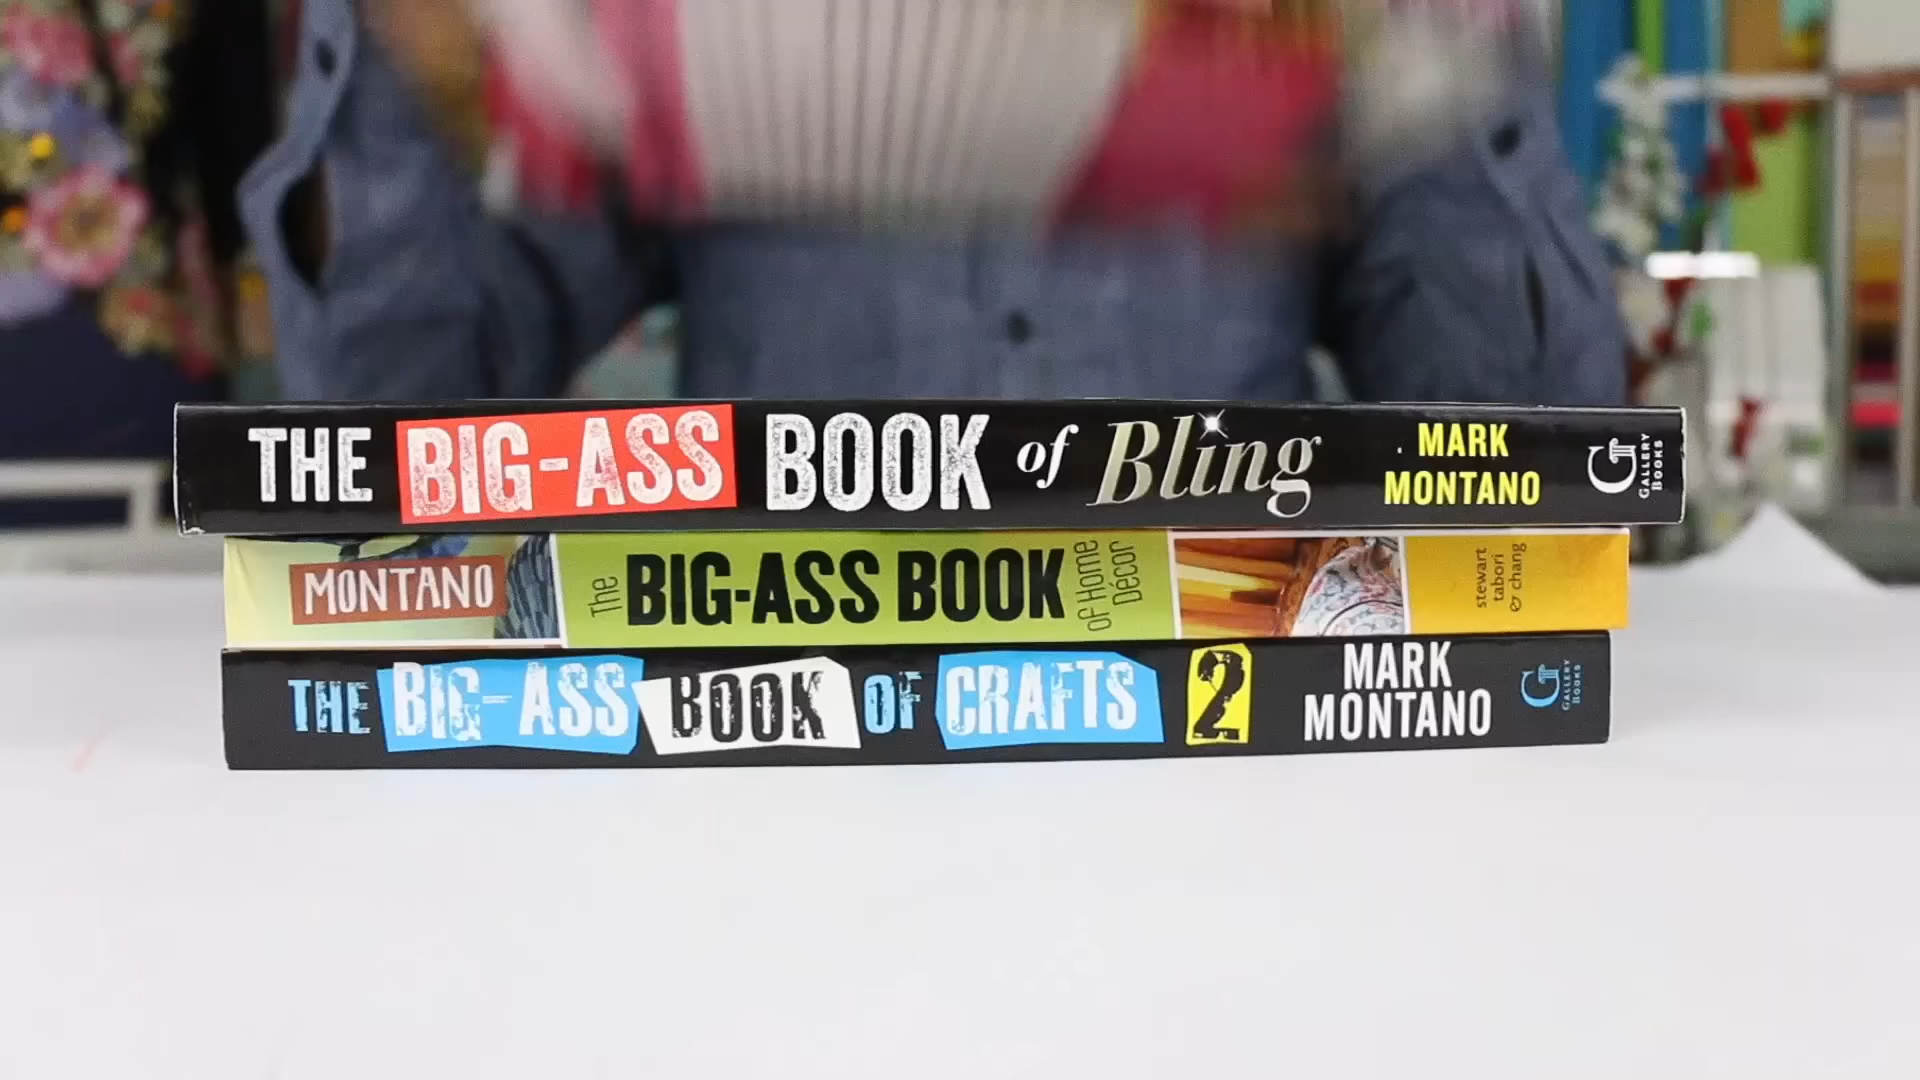 THE BIG-ASS BOOK of Bling
MARK
MONTANO
G
GALLERY
BOOKS
MONTANO
The
BIG-ASS BOOK
of Home
Décor
stewart
tabori
& chang
THE BIG-ASS BOOK OF CRAFTS 2
MARK
MONTANO
G
GALLERY
BOOKS